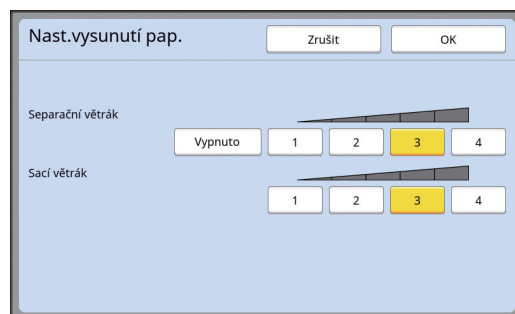 Nast.vysunutí pap. Zrušit OK
Separační větrák
Vypnuto 1 2 3 4
Sací větrák
1 2 3 4